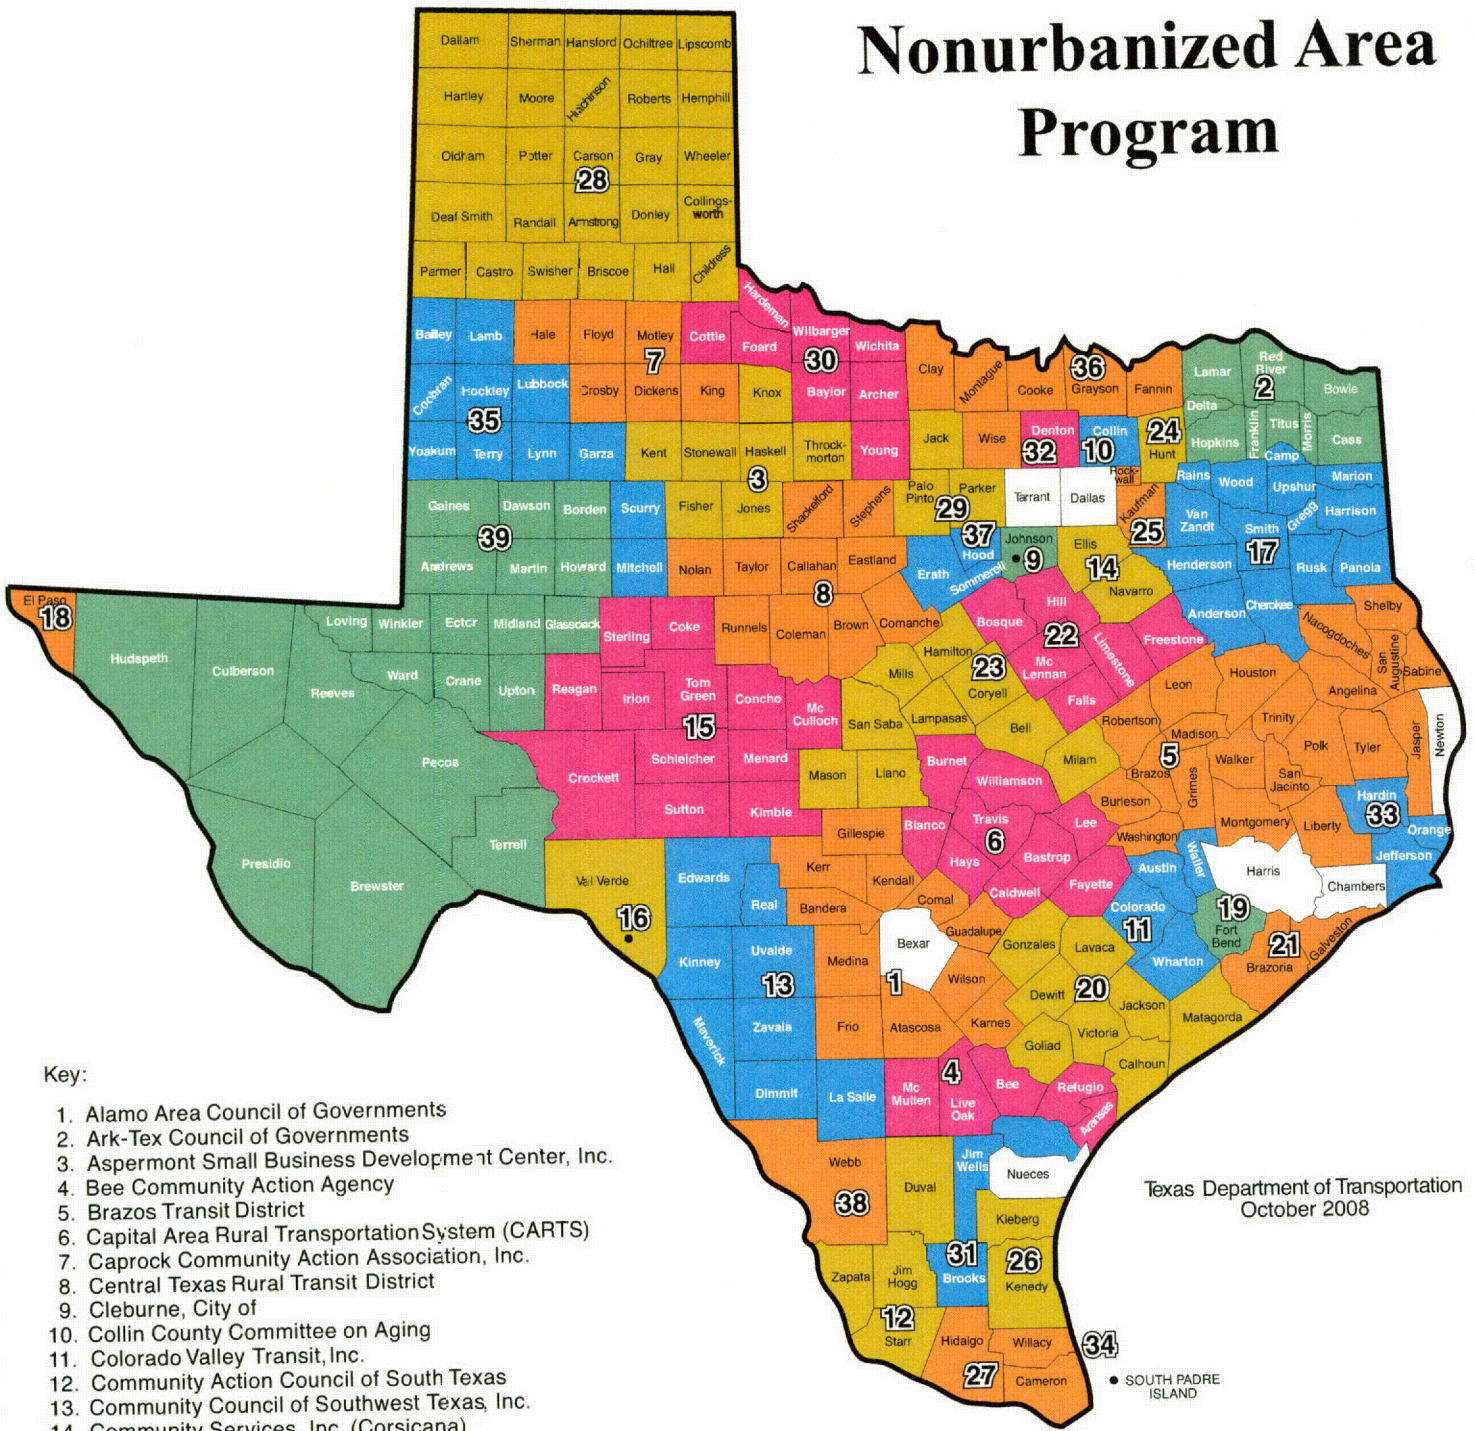 Nonurbanized Area
Program
Dallam Sherman Hansford Ochiltree Lipscomb
Hartley Moore Hutchinson Roberts Hemphill
Oldham Potter Carson Gray Wheeler
28
Deaf Smith Randall Armstrong Donley Collings-
worth
Parmer Castro Swisher Briscoe Hall Childress
Bailey Lamb Hale Floyd Motley Cottle Hardeman Foard Wilbarger Wichita
7 30
Cochran Hockley Lubbock Crosby Dickens King Knox Baylor Archer
35
Clay Montague Cooke 36 Grayson Fannin Lamar Red
River
2 Bowie
Delta
Yoakum Terry Lynn Garza Kent Stonewall Haskell Throck-
morton Young Jack Wise Denton Collin 24 Hunt Hopkins Franklin Titus Morris Cass
3 32 10 Camp
Gaines Dawson Borden Scurry Fisher Jones Shackelford Stephens Palo
Pinto Parker Tarrant Dallas Rock-
wall Kaufman Rains Wood Upshur Marion
39 29 25 Van
Zandt Smith Gregg Harrison
Andrews Martin Howard Mitchell Nolan Taylor Callahan Eastland Erath 37 Hood Sommerell Johnson 9 Ellis 14 Navarro Henderson 17 Rusk Panola
8
18 El Paso Hudspeth Culberson Reeves Loving Winkler Ector Midland Glasscock Sterling Coke Runnels Coleman Brown Comanche Bosque Hill Freestone Anderson Cherokee Nacogdoches Shelby
22 Limestone
Ward Crane Upton Reagan Irion Tom
Green Concho Mc
Culloch Mills Hamilton 23 Coryell Mc
Lennan Falls Leon Houston Angelina San
Augustine Sabine
15 San Saba Lampasas Bell Robertson Madison Trinity Polk Tyler Jasper Newton
Pecos Crockett Schleicher Menard Mason Llano Burnet Williamson Milam Brazos 5 Grimes Walker San
Jacinto Hardin
33
Sutton Kimble Gillespie Blanco Travis Lee Burleson Washington Montgomery Liberty Orange
6
Presidio Brewster Terrell Val Verde Edwards Kerr Kendall Hays Bastrop Fayette Caldwell Austin Waller Harris Chambers Jefferson
16 Real Bandera Comal Guadalupe Gonzales Lavaca Colorado 11 19 Fort
Bend 21 Galveston
Kinney Uvalde Medina Bexar Wilson Wharton Brazoria
13 1 Dewitt 20 Jackson Matagorda
Maverick Zavala Frio Atascosa Karnes Goliad Victoria Calhoun
Dimmit La Salle Mc
Mullen 4 Live
Oak Bee Refugio Aransas
Webb Duval Jim
Wells Nueces
38 Kleberg
Zapata Jim
Hogg 31 Brooks 26 Kenedy
12 Starr Hidalgo Willacy 34
27 Cameron SOUTH PADRE
ISLAND
Texas Department of Transportation
October 2008
Key:
1. Alamo Area Council of Governments
2. Ark-Tex Council of Governments
3. Aspermont Small Business Development Center, Inc.
4. Bee Community Action Agency
5. Brazos Transit District
6. Capital Area Rural Transportation System (CARTS)
7. Caprock Community Action Association, Inc.
8. Central Texas Rural Transit District
9. Cleburne, City of
10. Collin County Committee on Aging
11. Colorado Valley Transit, Inc.
12. Community Action Council of South Texas
13. Community Council of Southwest Texas, Inc.
14. Community Services, Inc. (Corsicana)